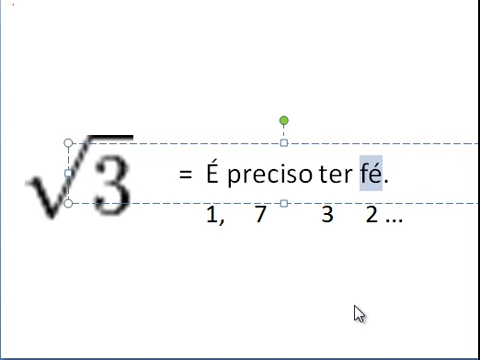 √3 = É preciso ter fé.
1, 7 3 2 ...